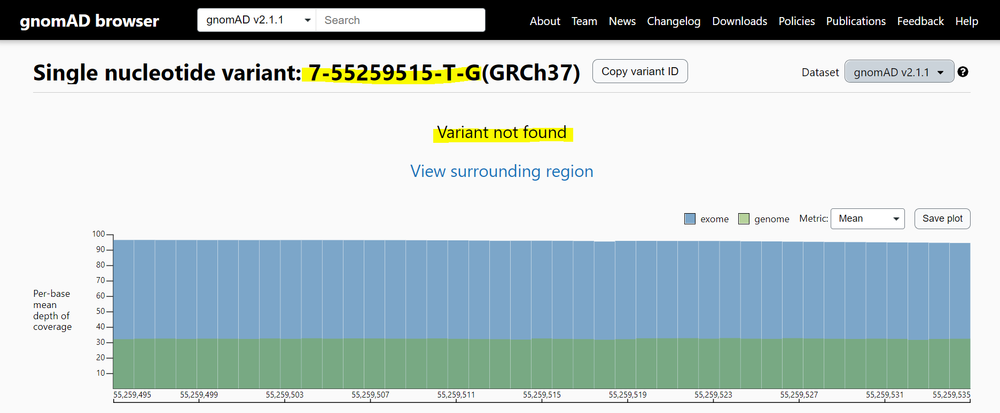 gnomAD browser
gnomAD v2.1.1
Search
About Team News Changelog Downloads Policies Publications Feedback Help
Single nucleotide variant: 7-55259515-T-G(GRCh37)
Copy variant ID
Dataset
gnomAD v2.1.1
?
Variant not found
View surrounding region
exome
genome
Metric:
Mean
Save plot
Per-base
mean
depth of
coverage
100
90
80
70
60
50
40
30
20
10
55,259,495 55,259,499 55,259,503 55,259,507 55,259,511 55,259,515 55,259,519 55,259,523 55,259,527 55,259,531 55,259,535